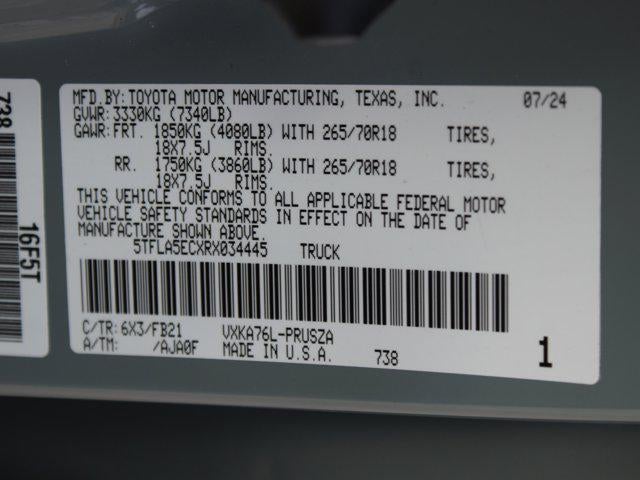 MFD.BY: TOYOTA MOTOR MANUFACTURING, TEXAS, INC. 07/24
GVWR: 3330KG (7340LB)
GAWR: FRT. 1850KG (4080LB) WITH 265/70R18 TIRES,
18X7.5J RIMS.
RR. 1750KG (3860LB) WITH 265/70R18 TIRES,
18X7.5J RIMS.
THIS VEHICLE CONFORMS TO ALL APPLICABLE FEDERAL MOTOR
VEHICLE SAFETY STANDARDS IN EFFECT ON THE DATE OF
MANUFACTURE SHOWN ABOVE.
5TFLA5ECXRX034445 TRUCK
C/TR: 6X3/FB21 VXKA76L-PRUSZA
A/TM: /AJA0F MADE IN U.S.A. 738 1
738
16F5T